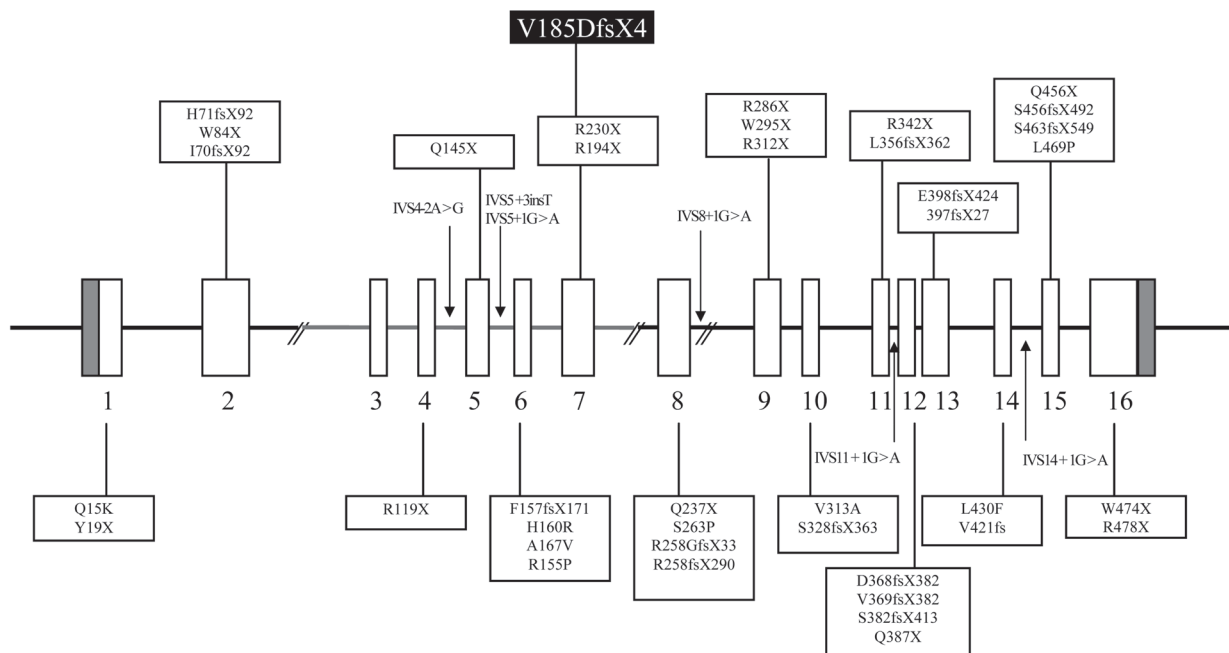 V185DfsX4
H71fsX92
W84X
I70fsX92
Q145X
R230X
R194X
R286X
W295X
R312X
R342X
L356fsX362
Q456X
S456fsX492
S463fsX549
L469P
E398fsX424
397fsX27
IVS4-2A>G
IVS5+3insT
IVS5+1G>A
IVS8+1G>A
1 2 3 4 5 6 7 8 9 10 11 12 13 14 15 16
IVS11+1G>A
IVS14+1G>A
Q15K
Y19X
R119X
F157fsX171
H160R
A167V
R155P
Q237X
S263P
R258GfsX33
R258fsX290
V313A
S328fsX363
L430F
V421fs
W474X
R478X
D368fsX382
V369fsX382
S382fsX413
Q387X